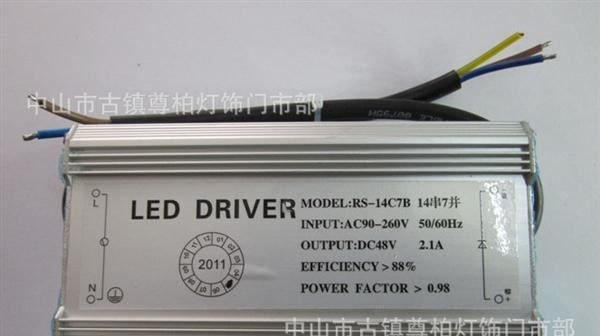 中山市古镇尊柏灯饰门市部
LED DRIVER
MODEL:RS-14C7B 14串7并
INPUT:AC90-260V 50/60Hz
OUTPUT:DC48V 2.1A
EFFICIENCY>88%
POWER FACTOR > 0.98
L
N
2011
中山市古镇尊柏灯饰门市部